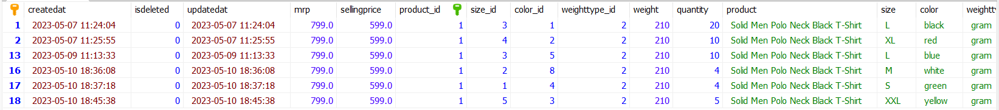 createdat isdeleted updatedat mrp sellingprice product_id size_id color_id weighttype_id weight quantity product size color weightty
1 2023-05-07 11:24:04 0 2023-05-07 11:24:04 799.0 599.0 1 3 1 2 210 20 Solid Men Polo Neck Black T-Shirt L black gram
2 2023-05-07 11:25:55 0 2023-05-07 11:25:55 799.0 599.0 1 4 2 2 210 10 Solid Men Polo Neck Black T-Shirt XL red gram
13 2023-05-09 11:13:33 0 2023-05-09 11:13:33 799.0 599.0 1 3 5 2 210 10 Solid Men Polo Neck Black T-Shirt L blue gram
16 2023-05-10 18:36:08 0 2023-05-10 18:36:08 799.0 599.0 1 2 8 2 210 4 Solid Men Polo Neck Black T-Shirt M white gram
17 2023-05-10 18:37:18 0 2023-05-10 18:37:18 799.0 599.0 1 1 4 2 210 4 Solid Men Polo Neck Black T-Shirt S green gram
18 2023-05-10 18:45:38 0 2023-05-10 18:45:38 799.0 599.0 1 5 3 2 210 5 Solid Men Polo Neck Black T-Shirt XXL yellow gram